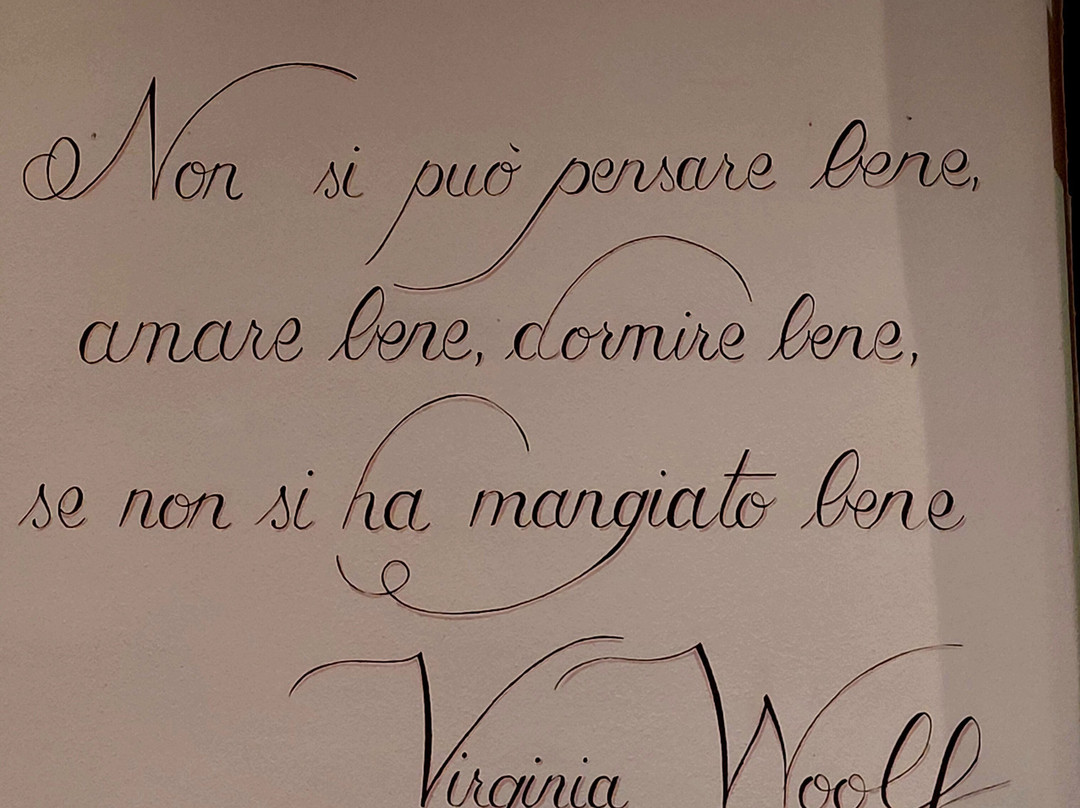 Non si può pensare bene,
amare bene, dormire bene,
se non si ha mangiato bene
Virginia Woolf